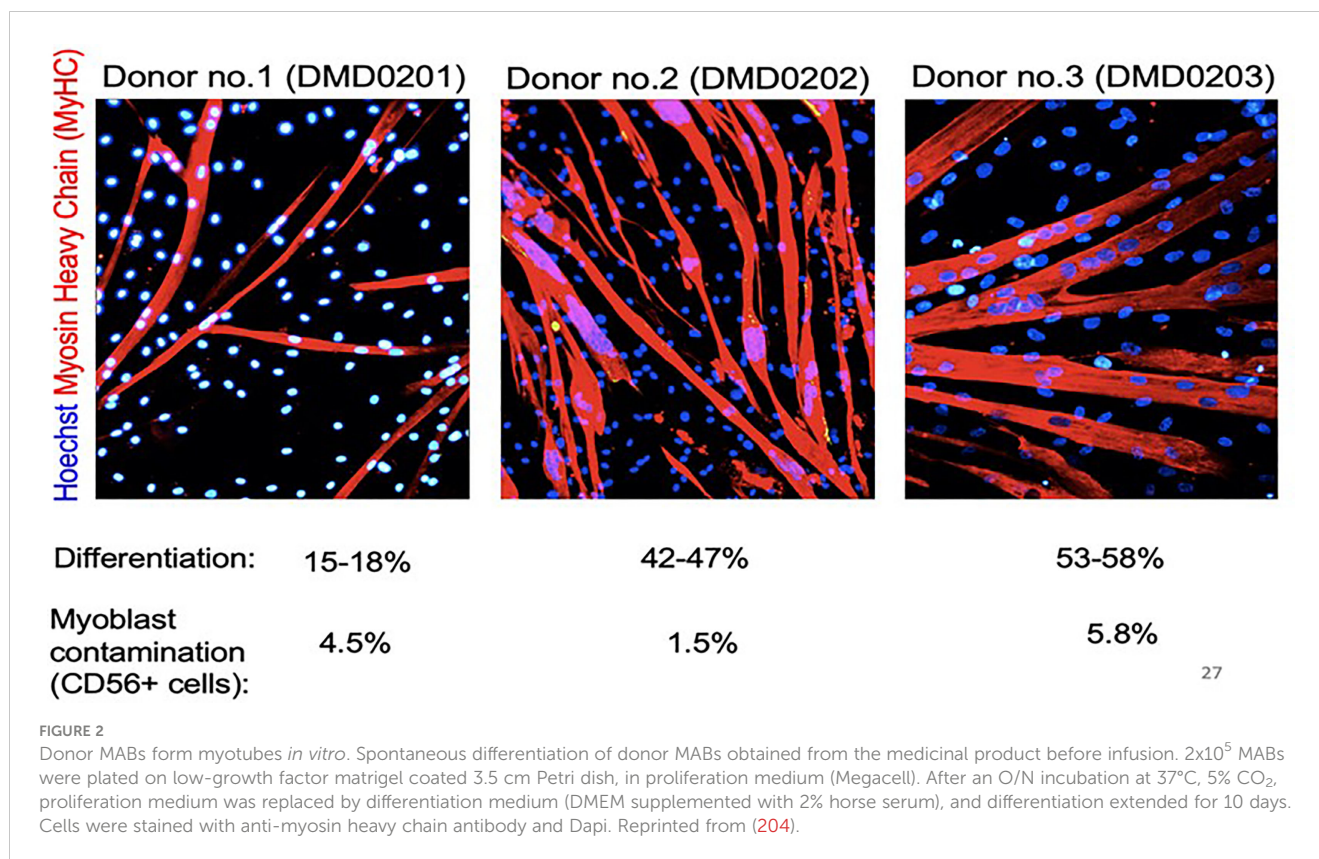 Hoechst Myosin Heavy Chain (MyHC)
Donor no.1 (DMD0201) Donor no.2 (DMD0202) Donor no.3 (DMD0203)
Differentiation: 15-18% 42-47% 53-58%
Myoblast
contamination 4.5% 1.5% 5.8%
(CD56+ cells):
27
FIGURE 2
Donor MABs form myotubes in vitro. Spontaneous differentiation of donor MABs obtained from the medicinal product before infusion. 2x10⁵ MABs
were plated on low-growth factor matrigel coated 3.5 cm Petri dish, in proliferation medium (Megacell). After an O/N incubation at 37°C, 5% CO₂,
proliferation medium was replaced by differentiation medium (DMEM supplemented with 2% horse serum), and differentiation extended for 10 days.
Cells were stained with anti-myosin heavy chain antibody and Dapi. Reprinted from (204).